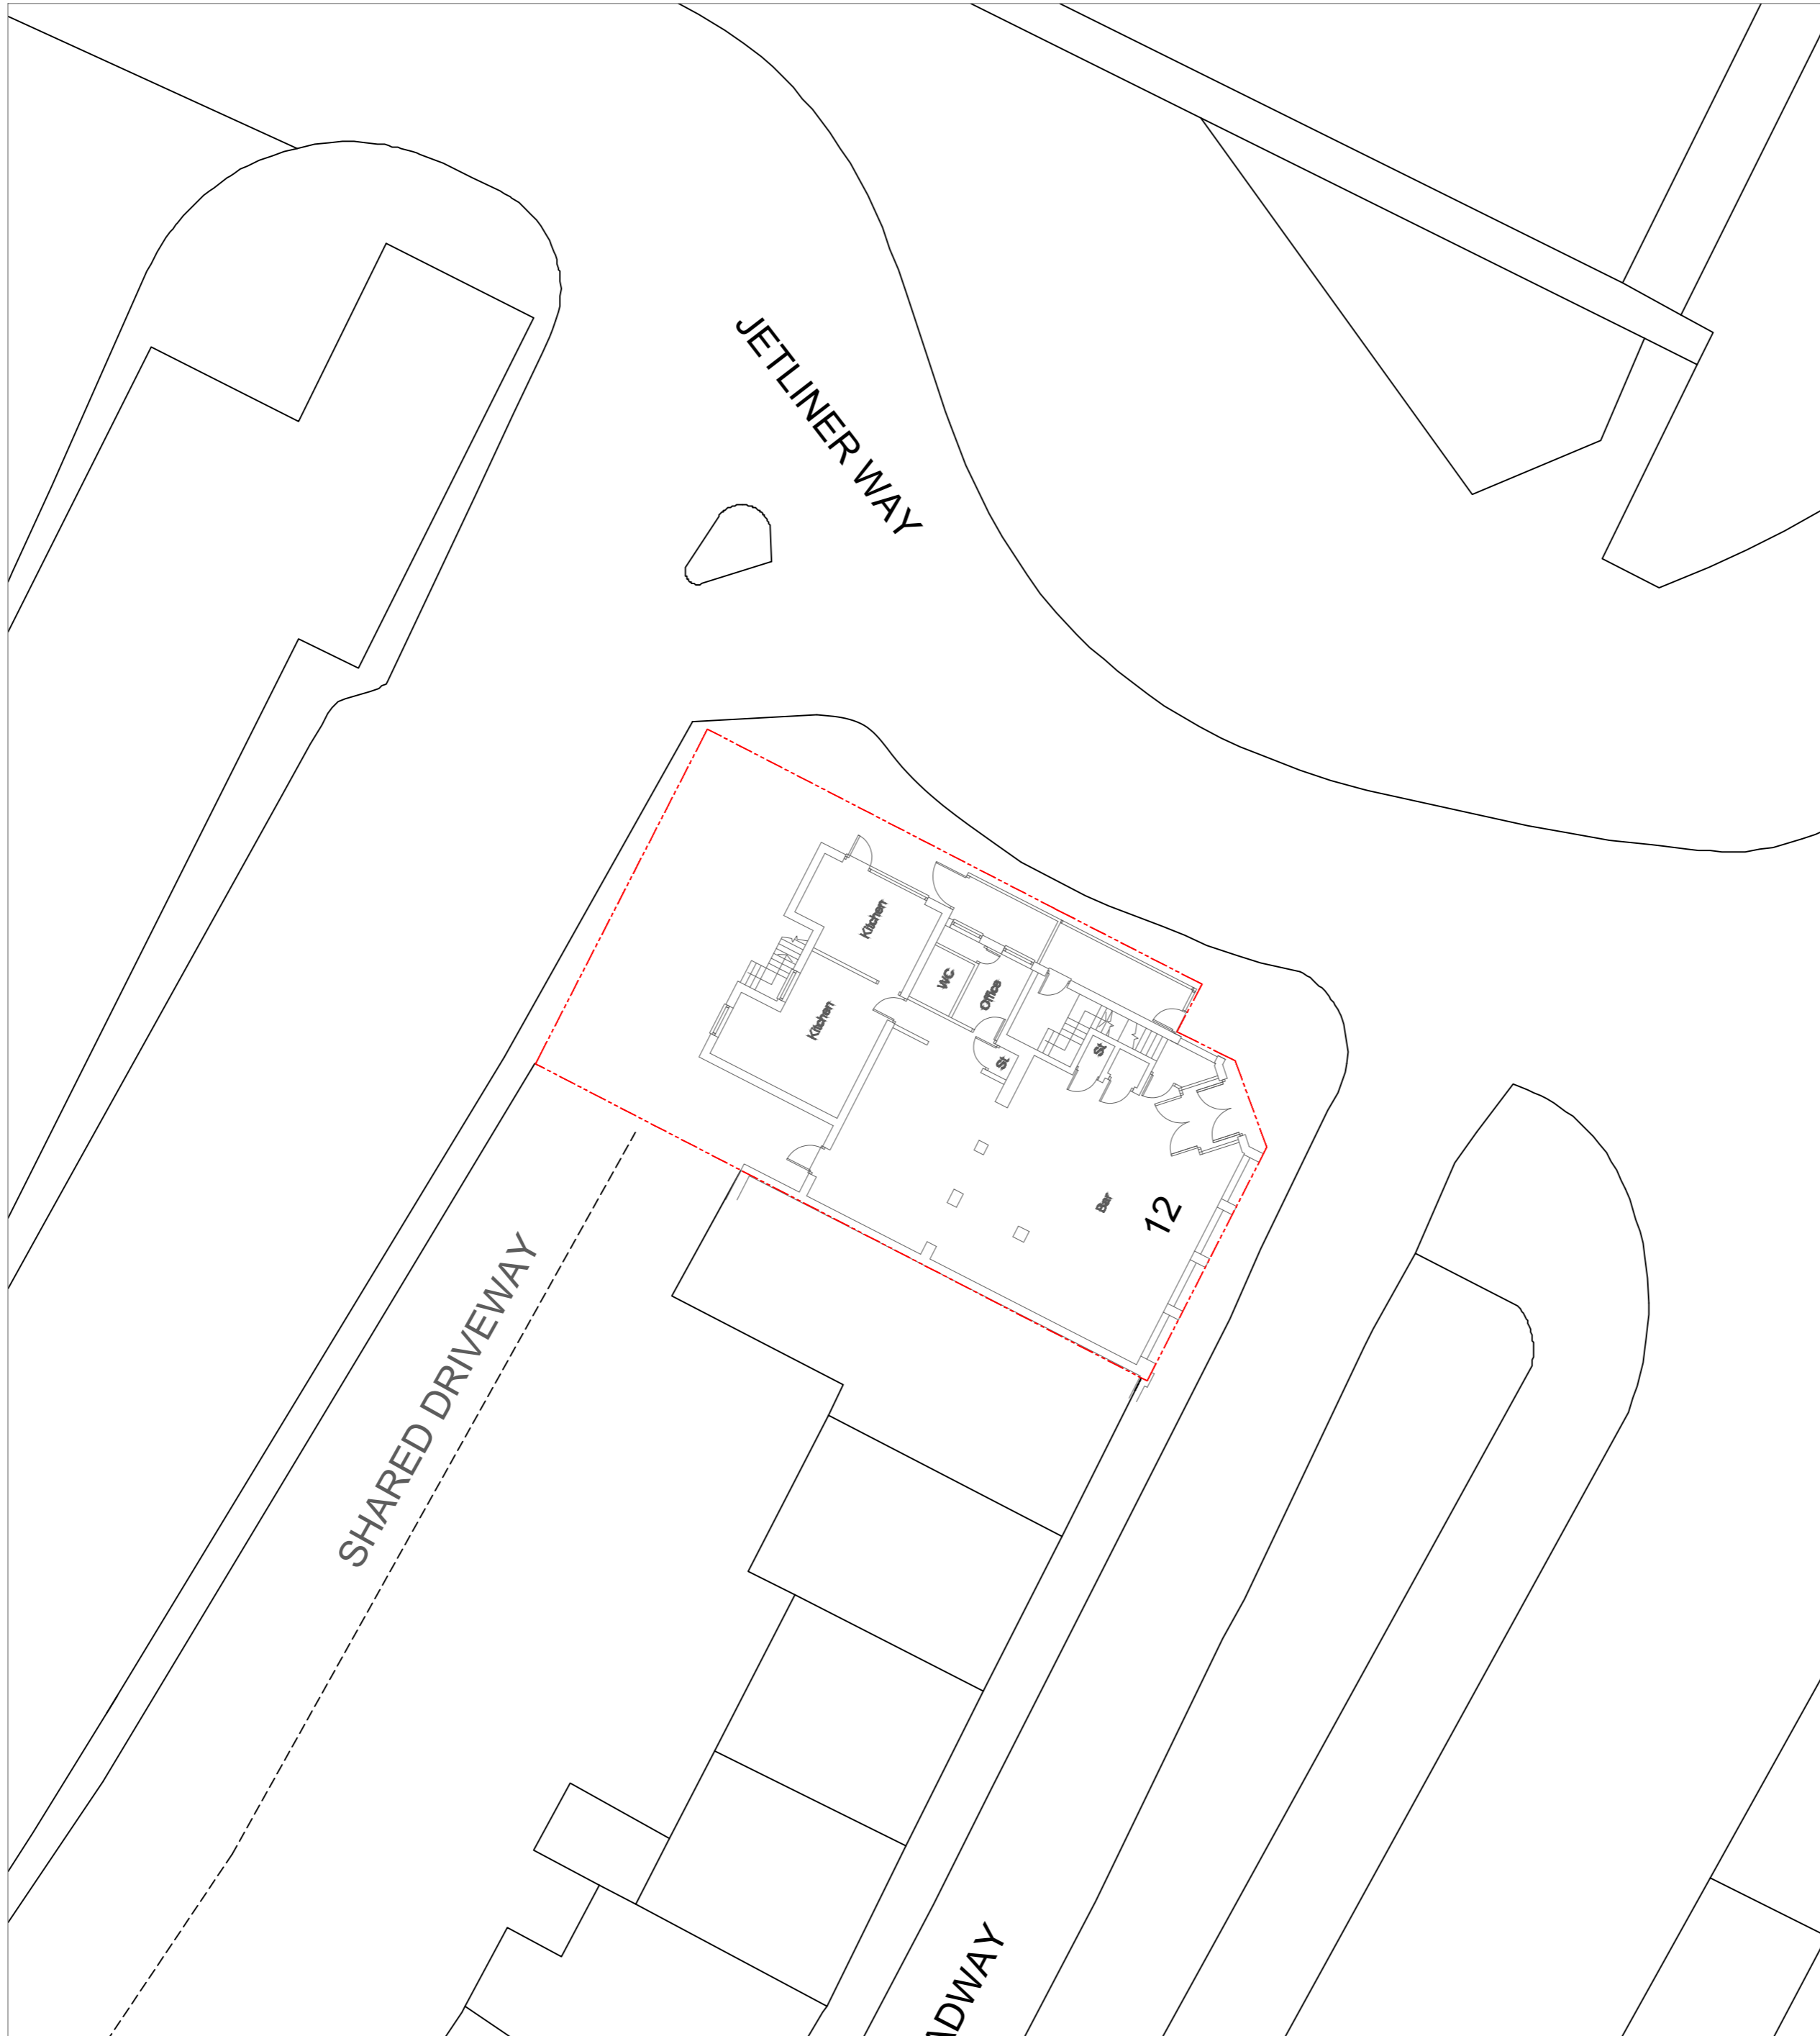 JETLINER WAY
Kitchen
WC
Office
Kitchen
St
St
Bar
12
SHARED DRIVEWAY
ADWAY